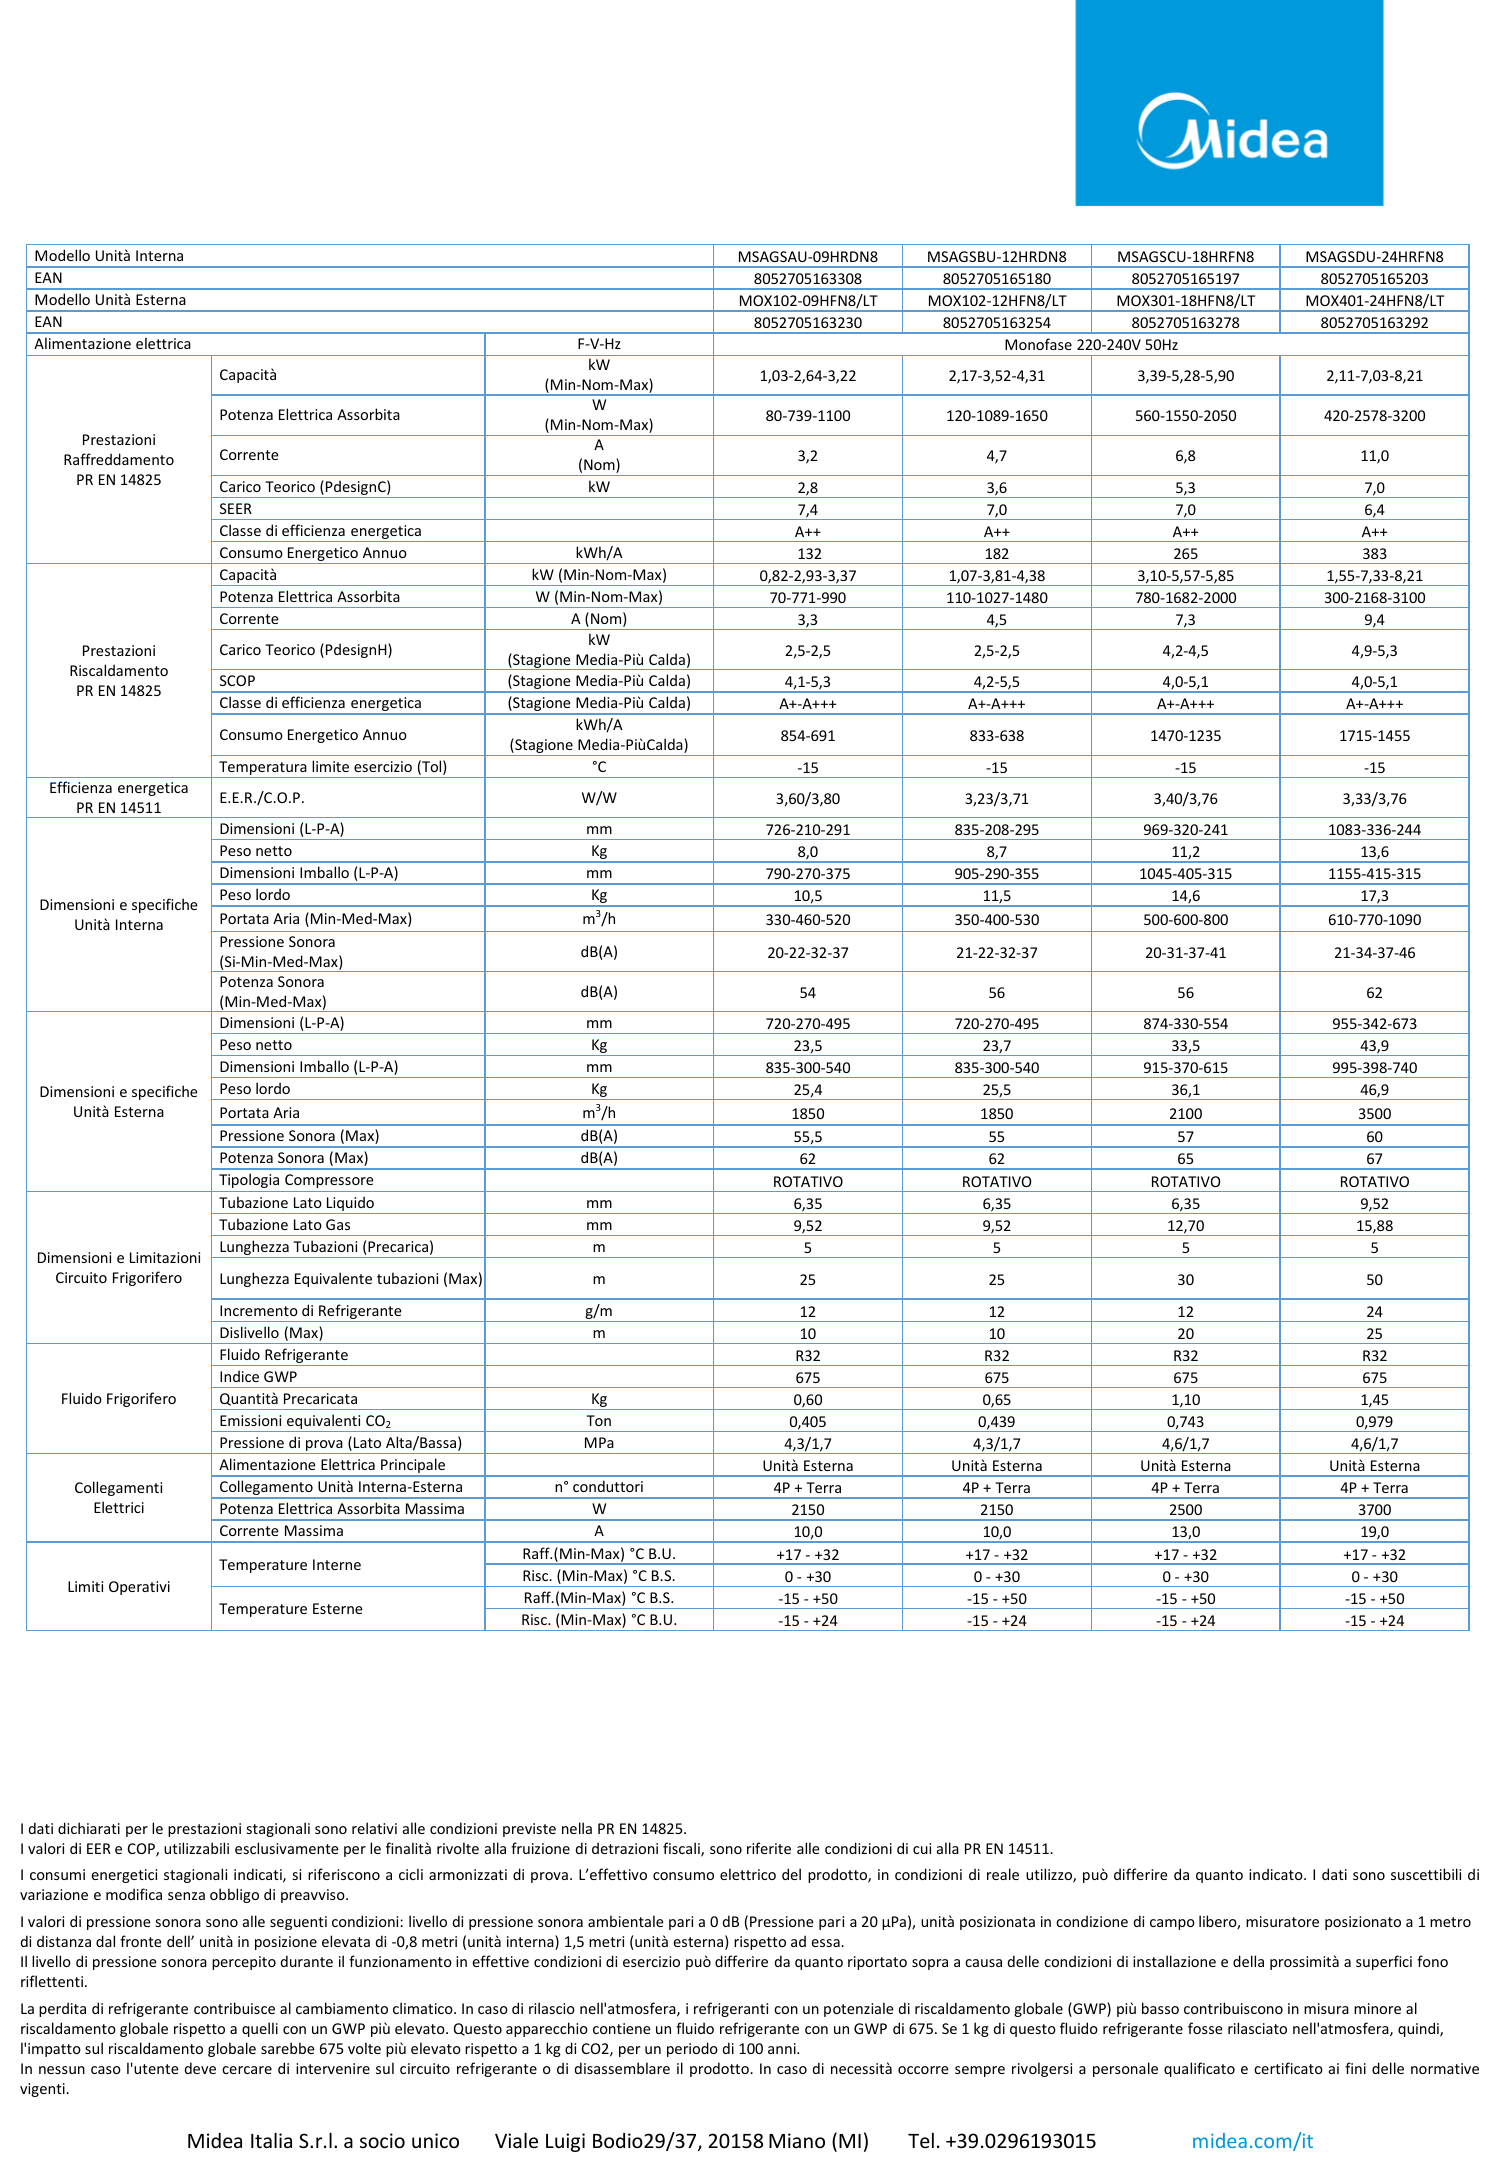 Midea
Modello Unità Interna MSAGSAU-09HRDN8 MSAGSBU-12HRDN8 MSAGSCU-18HRFN8 MSAGSDU-24HRFN8
EAN 8052705163308 8052705165180 8052705165197 8052705165203
Modello Unità Esterna MOX102-09HFN8/LT MOX102-12HFN8/LT MOX301-18HFN8/LT MOX401-24HFN8/LT
EAN 8052705163230 8052705163254 8052705163278 8052705163292
Alimentazione elettrica F-V-Hz Monofase 220-240V 50Hz
Prestazioni
Raffreddamento
PR EN 14825
Capacità kW
(Min-Nom-Max) 1,03-2,64-3,22 2,17-3,52-4,31 3,39-5,28-5,90 2,11-7,03-8,21
Potenza Elettrica Assorbita W
(Min-Nom-Max) 80-739-1100 120-1089-1650 560-1550-2050 420-2578-3200
Corrente A
(Nom) 3,2 4,7 6,8 11,0
Carico Teorico (PdesignC) kW 2,8 3,6 5,3 7,0
SEER 7,4 7,0 7,0 6,4
Classe di efficienza energetica A++ A++ A++ A++
Consumo Energetico Annuo kWh/A 132 182 265 383
Prestazioni
Riscaldamento
PR EN 14825
Capacità kW (Min-Nom-Max) 0,82-2,93-3,37 1,07-3,81-4,38 3,10-5,57-5,85 1,55-7,33-8,21
Potenza Elettrica Assorbita W (Min-Nom-Max) 70-771-990 110-1027-1480 780-1682-2000 300-2168-3100
Corrente A (Nom) 3,3 4,5 7,3 9,4
Carico Teorico (PdesignH) kW
(Stagione Media-Più Calda) 2,5-2,5 2,5-2,5 4,2-4,5 4,9-5,3
SCOP (Stagione Media-Più Calda) 4,1-5,3 4,2-5,5 4,0-5,1 4,0-5,1
Classe di efficienza energetica (Stagione Media-Più Calda) A+-A+++ A+-A+++ A+-A+++ A+-A+++
Consumo Energetico Annuo kWh/A
(Stagione Media-PiùCalda) 854-691 833-638 1470-1235 1715-1455
Temperatura limite esercizio (Tol) °C -15 -15 -15 -15
Efficienza energetica
PR EN 14511
E.E.R./C.O.P. W/W 3,60/3,80 3,23/3,71 3,40/3,76 3,33/3,76
Dimensioni e specifiche
Unità Interna
Dimensioni (L-P-A) mm 726-210-291 835-208-295 969-320-241 1083-336-244
Peso netto Kg 8,0 8,7 11,2 13,6
Dimensioni Imballo (L-P-A) mm 790-270-375 905-290-355 1045-405-315 1155-415-315
Peso lordo Kg 10,5 11,5 14,6 17,3
Portata Aria (Min-Med-Max) m³/h 330-460-520 350-400-530 500-600-800 610-770-1090
Pressione Sonora
(Si-Min-Med-Max) dB(A) 20-22-32-37 21-22-32-37 20-31-37-41 21-34-37-46
Potenza Sonora
(Min-Med-Max) dB(A) 54 56 56 62
Dimensioni e specifiche
Unità Esterna
Dimensioni (L-P-A) mm 720-270-495 720-270-495 874-330-554 955-342-673
Peso netto Kg 23,5 23,7 33,5 43,9
Dimensioni Imballo (L-P-A) mm 835-300-540 835-300-540 915-370-615 995-398-740
Peso lordo Kg 25,4 25,5 36,1 46,9
Portata Aria m³/h 1850 1850 2100 3500
Pressione Sonora (Max) dB(A) 55,5 55 57 60
Potenza Sonora (Max) dB(A) 62 62 65 67
Tipologia Compressore ROTATIVO ROTATIVO ROTATIVO ROTATIVO
Dimensioni e Limitazioni
Circuito Frigorifero
Tubazione Lato Liquido mm 6,35 6,35 6,35 9,52
Tubazione Lato Gas mm 9,52 9,52 12,70 15,88
Lunghezza Tubazioni (Precarica) m 5 5 5 5
Lunghezza Equivalente tubazioni (Max) m 25 25 30 50
Incremento di Refrigerante g/m 12 12 12 24
Dislivello (Max) m 10 10 20 25
Fluido Frigorifero
Fluido Refrigerante R32 R32 R32 R32
Indice GWP 675 675 675 675
Quantità Precaricata Kg 0,60 0,65 1,10 1,45
Emissioni equivalenti CO₂ Ton 0,405 0,439 0,743 0,979
Pressione di prova (Lato Alta/Bassa) MPa 4,3/1,7 4,3/1,7 4,6/1,7 4,6/1,7
Collegamenti
Elettrici
Alimentazione Elettrica Principale Unità Esterna Unità Esterna Unità Esterna Unità Esterna
Collegamento Unità Interna-Esterna n° conduttori 4P + Terra 4P + Terra 4P + Terra 4P + Terra
Potenza Elettrica Assorbita Massima W 2150 2150 2500 3700
Corrente Massima A 10,0 10,0 13,0 19,0
Limiti Operativi
Temperature Interne
Raff.(Min-Max) °C B.U. +17 - +32 +17 - +32 +17 - +32 +17 - +32
Risc. (Min-Max) °C B.S. 0 - +30 0 - +30 0 - +30 0 - +30
Temperature Esterne
Raff.(Min-Max) °C B.S. -15 - +50 -15 - +50 -15 - +50 -15 - +50
Risc. (Min-Max) °C B.U. -15 - +24 -15 - +24 -15 - +24 -15 - +24
I dati dichiarati per le prestazioni stagionali sono relativi alle condizioni previste nella PR EN 14825.
I valori di EER e COP, utilizzabili esclusivamente per le finalità rivolte alla fruizione di detrazioni fiscali, sono riferite alle condizioni di cui alla PR EN 14511.
I consumi energetici stagionali indicati, si riferiscono a cicli armonizzati di prova. L’effettivo consumo elettrico del prodotto, in condizioni di reale utilizzo, può differire da quanto indicato. I dati sono suscettibili di
variazione e modifica senza obbligo di preavviso.
I valori di pressione sonora sono alle seguenti condizioni: livello di pressione sonora ambientale pari a 0 dB (Pressione pari a 20 µPa), unità posizionata in condizione di campo libero, misuratore posizionato a 1 metro
di distanza dal fronte dell’ unità in posizione elevata di -0,8 metri (unità interna) 1,5 metri (unità esterna) rispetto ad essa.
Il livello di pressione sonora percepito durante il funzionamento in effettive condizioni di esercizio può differire da quanto riportato sopra a causa delle condizioni di installazione e della prossimità a superfici fono
riflettenti.
La perdita di refrigerante contribuisce al cambiamento climatico. In caso di rilascio nell'atmosfera, i refrigeranti con un potenziale di riscaldamento globale (GWP) più basso contribuiscono in misura minore al
riscaldamento globale rispetto a quelli con un GWP più elevato. Questo apparecchio contiene un fluido refrigerante con un GWP di 675. Se 1 kg di questo fluido refrigerante fosse rilasciato nell'atmosfera, quindi,
l'impatto sul riscaldamento globale sarebbe 675 volte più elevato rispetto a 1 kg di CO2, per un periodo di 100 anni.
In nessun caso l'utente deve cercare di intervenire sul circuito refrigerante o di disassemblare il prodotto. In caso di necessità occorre sempre rivolgersi a personale qualificato e certificato ai fini delle normative
vigenti.
Midea Italia S.r.l. a socio unico Viale Luigi Bodio29/37, 20158 Miano (MI) Tel. +39.0296193015 midea.com/it